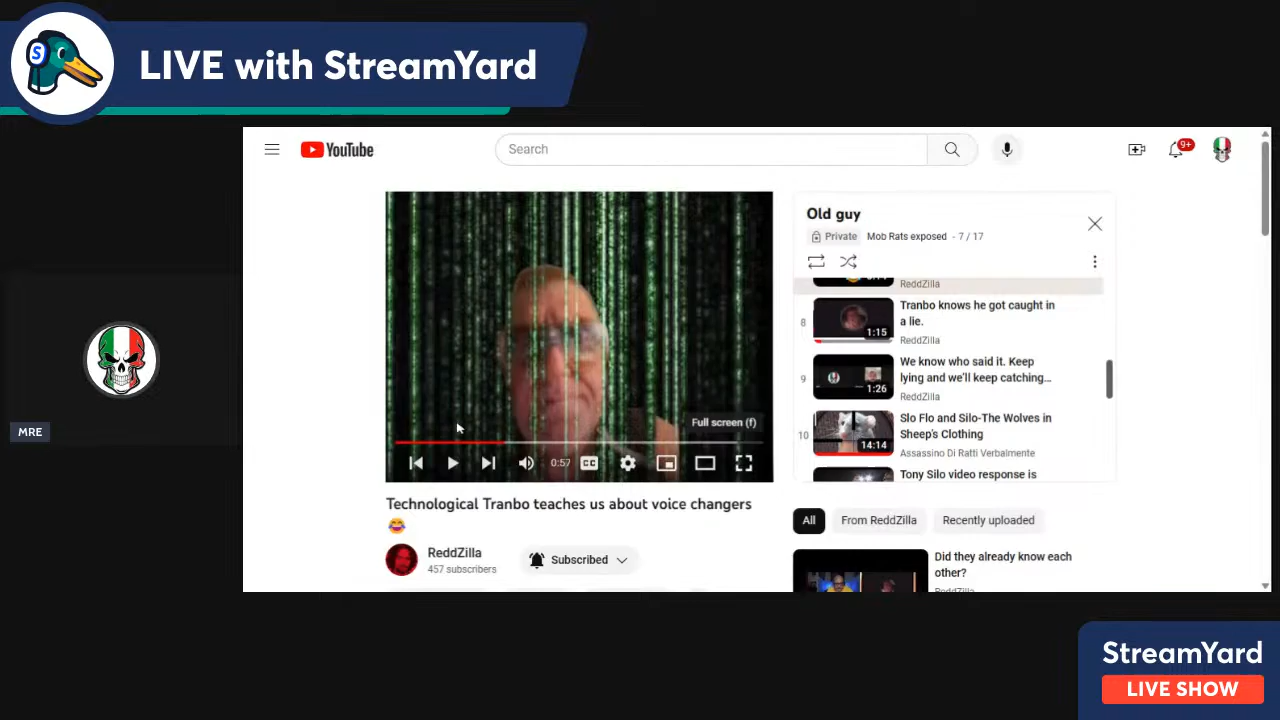 S
LIVE with StreamYard
YouTube
Search
9+
Old guy
Private Mob Rats exposed - 7 / 17
ReddZilla
8
Tranbo knows he got caught in
a lie.
1:15
ReddZilla
9
We know who said it. Keep
lying and we'll keep catching...
1:26
ReddZilla
10
Slo Flo and Silo-The Wolves in
Sheep's Clothing
14:14
Assassino Di Ratti Verbalmente
Tony Silo video response is
Full screen (f)
0:57
CC
MRE
Technological Tranbo teaches us about voice changers
ReddZilla
457 subscribers
Subscribed
All
From ReddZilla
Recently uploaded
Did they already know each
other?
StreamYard
LIVE SHOW